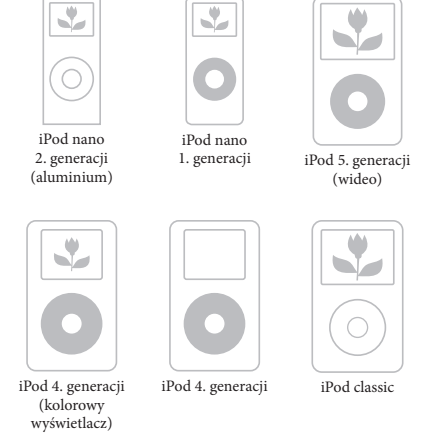 iPod nano
2. generacji
(aluminium)
iPod nano
1. generacji
iPod 5. generacji
(wideo)
iPod 4. generacji
(kolorowy
wyświetlacz)
iPod 4. generacji
iPod classic